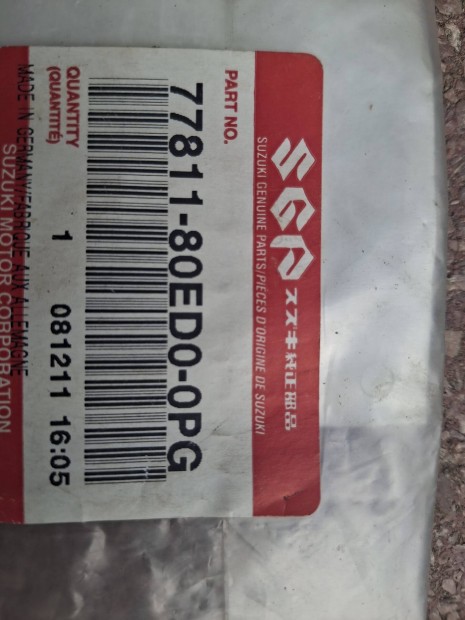 SGP スズキ純正部品
SUZUKI GENUINE PARTS/PIÈCES D'ORIGINE DE SUZUKI
PART NO.
77811-80ED0-0PG
QUANTITY
(QUANTITÉ)
1 081211 16:05
MADE IN GERMANY/FABRIQUE AUX ALLEMAGNE
SUZUKI MOTOR CORPORATION